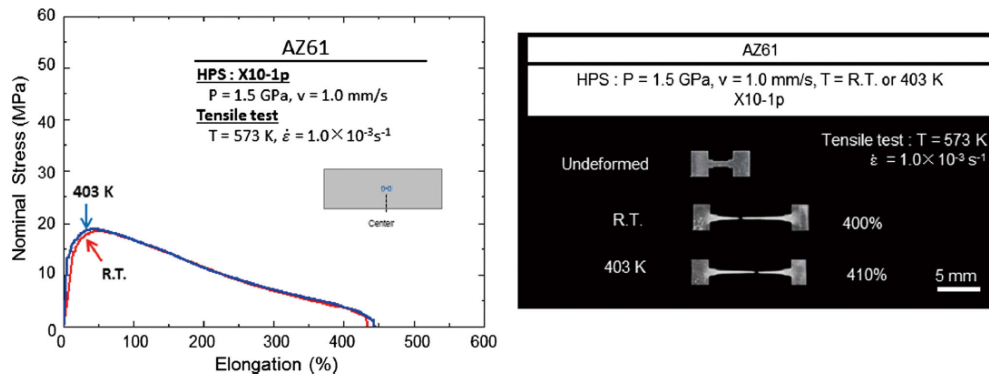 AZ61
HPS : X10-1p
P = 1.5 GPa, v = 1.0 mm/s
Tensile test
T = 573 K, ε̇ = 1.0×10⁻³s⁻¹
Center
403 K
R.T.
Nominal Stress (MPa)
60
50
40
30
20
10
0
0 100 200 300 400 500 600
Elongation (%)
AZ61
HPS : P = 1.5 GPa, v = 1.0 mm/s, T = R.T. or 403 K
X10-1p
Tensile test : T = 573 K
ε̇ = 1.0×10⁻³ s⁻¹
Undeformed
R.T. 400%
403 K 410%
5 mm